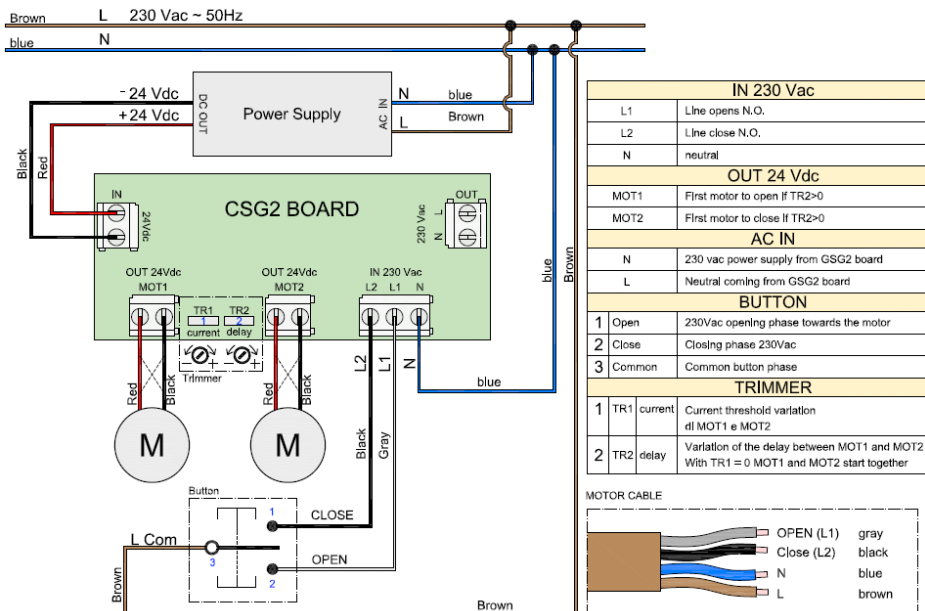 Brown L 230 Vac ~ 50Hz
blue N
- 24 Vdc
+24 Vdc
DC OUT
Power Supply
AC IN
N blue
L Brown
Black
Red
IN
24Vdc
CSG2 BOARD
OUT
230 Vac
L
N
OUT 24Vdc
MOT1
OUT 24Vdc
MOT2
IN 230 Vac
L2 L1 N
TR1 TR2
1 2
current delay
- + - +
Trimmer
Red
Black
Red
Black
M
M
L2
L1
N
Black
Gray
blue
blue
Brown
Button
1 CLOSE
L Com
3
OPEN
2
Brown
Brown
IN 230 Vac
L1 Line opens N.O.
L2 Line close N.O.
N neutral
OUT 24 Vdc
MOT1 First motor to open if TR2>0
MOT2 First motor to close if TR2>0
AC IN
N 230 vac power supply from GSG2 board
L Neutral coming from GSG2 board
BUTTON
1 Open 230Vac opening phase towards the motor
2 Close Closing phase 230Vac
3 Common Common button phase
TRIMMER
1 TR1 current Current threshold variation
di MOT1 e MOT2
2 TR2 delay Variation of the delay between MOT1 and MOT2
With TR1 = 0 MOT1 and MOT2 start together
MOTOR CABLE
OPEN (L1) gray
Close (L2) black
N blue
L brown